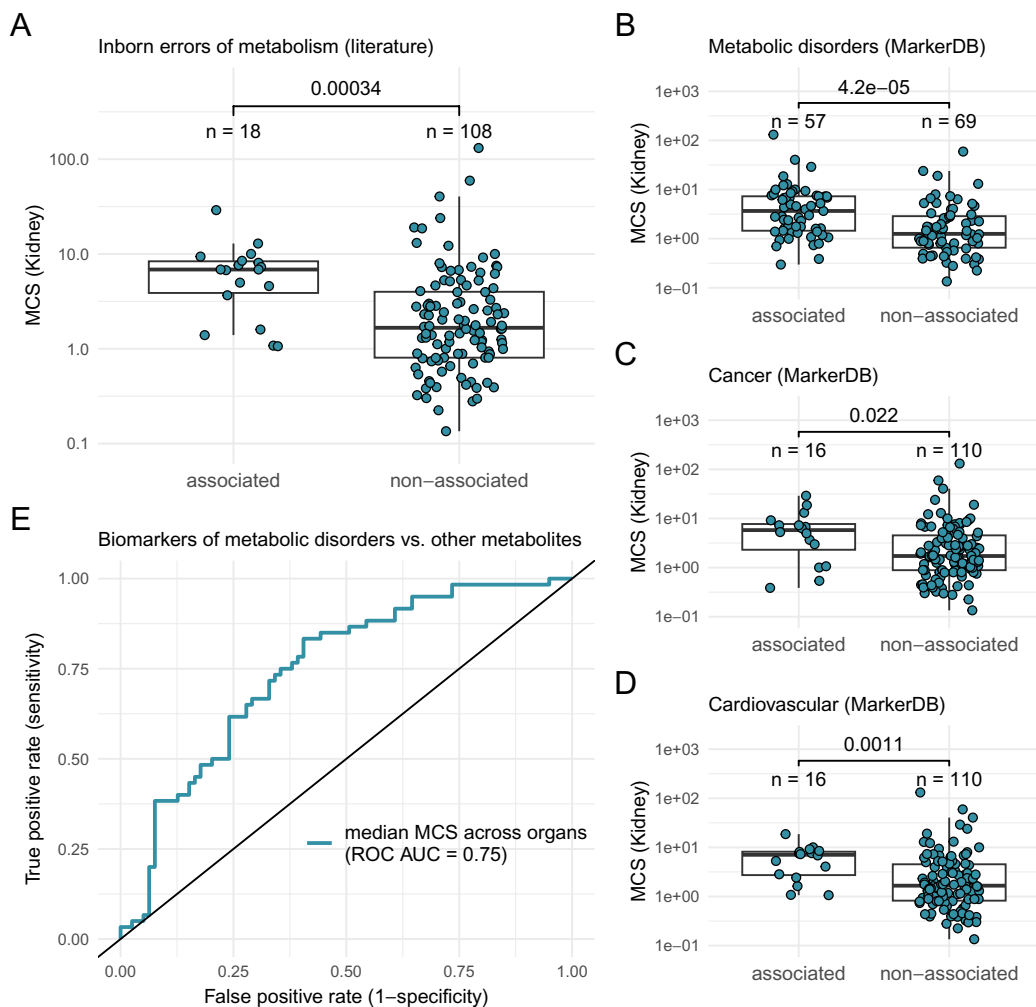 A
Inborn errors of metabolism (literature)
0.00034
n = 18
n = 108
MCS (Kidney)
100.0
10.0
1.0
0.1
associated
non−associated
B
Metabolic disorders (MarkerDB)
4.2e−05
n = 57
n = 69
MCS (Kidney)
1e+03
1e+02
1e+01
1e+00
1e−01
associated
non−associated
C
Cancer (MarkerDB)
0.022
n = 16
n = 110
MCS (Kidney)
1e+03
1e+02
1e+01
1e+00
1e−01
associated
non−associated
D
Cardiovascular (MarkerDB)
0.0011
n = 16
n = 110
MCS (Kidney)
1e+03
1e+02
1e+01
1e+00
1e−01
associated
non−associated
E
Biomarkers of metabolic disorders vs. other metabolites
True positive rate (sensitivity)
1.00
0.75
0.50
0.25
0.00
median MCS across organs
(ROC AUC = 0.75)
0.00
0.25
0.50
0.75
1.00
False positive rate (1−specificity)